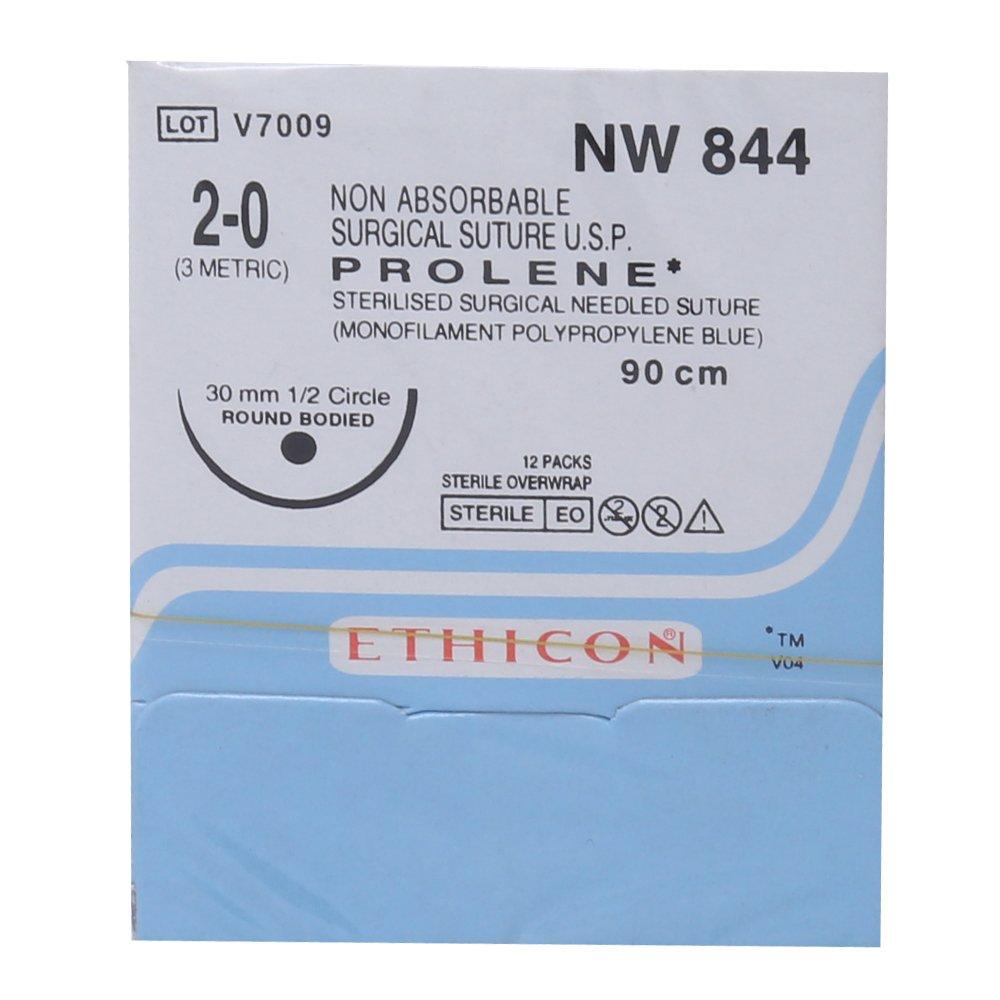 LOT V7009
NW 844
2-0
(3 METRIC)
NON ABSORBABLE
SURGICAL SUTURE U.S.P.
PROLENE*
STERILISED SURGICAL NEEDLED SUTURE
(MONOFILAMENT POLYPROPYLENE BLUE)
90 cm
30 mm 1/2 Circle
ROUND BODIED
12 PACKS
STERILE OVERWRAP
STERILE EO
ETHICON®
*TM
V04